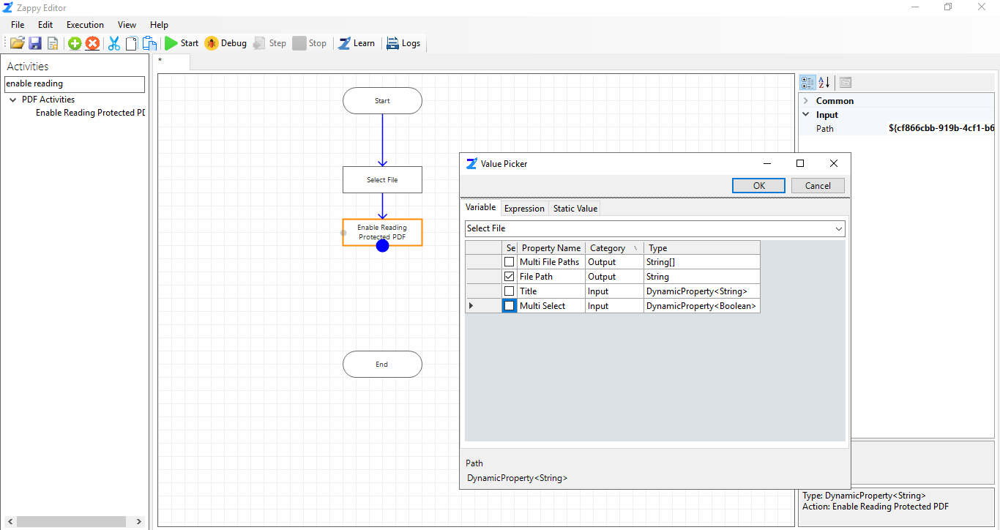 Zappy Editor
File Edit Execution View Help
Start Debug Step Stop Learn Logs
Activities
enable reading
PDF Activities
Enable Reading Protected PD
*
Start
Select File
Enable Reading
Protected PDF
End
Common
Input
Path ${cf866cbb-919b-4cf1-b6
Value Picker
OK Cancel
Variable Expression Static Value
Select File
Se Property Name Category Type
Multi File Paths Output String[]
File Path Output String
Title Input DynamicProperty<String>
Multi Select Input DynamicProperty<Boolean>
Path
DynamicProperty<String>
Type: DynamicProperty<String>
Action: Enable Reading Protected PDF